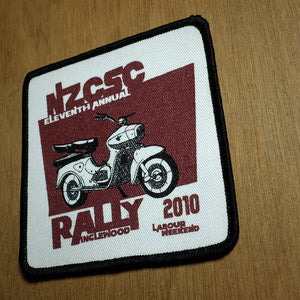 NZCSC
ELEVENTH ANNUAL
RALLY 2010
INGLEWOOD LABOUR
WEEKEND